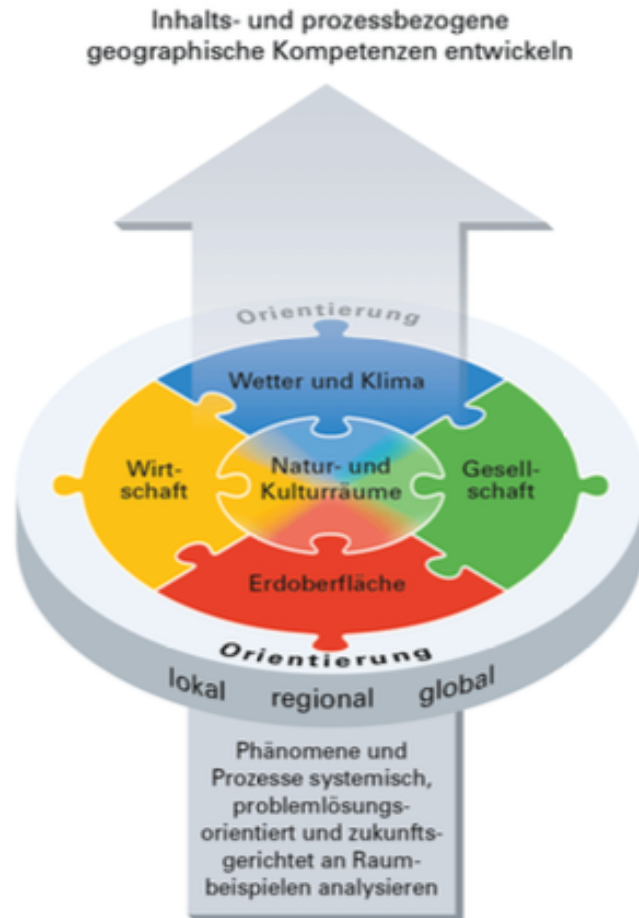 Inhalts- und prozessbezogene
geographische Kompetenzen entwickeln
Orientierung
Wetter und Klima
Wirt-
schaft
Natur- und
Kulturräume
Gesell-
schaft
Erdoberfläche
Orientierung
lokal regional global
Phänomene und
Prozesse systemisch,
problemlösungs-
orientiert und zukunfts-
gerichtet an Raum-
beispielen analysieren